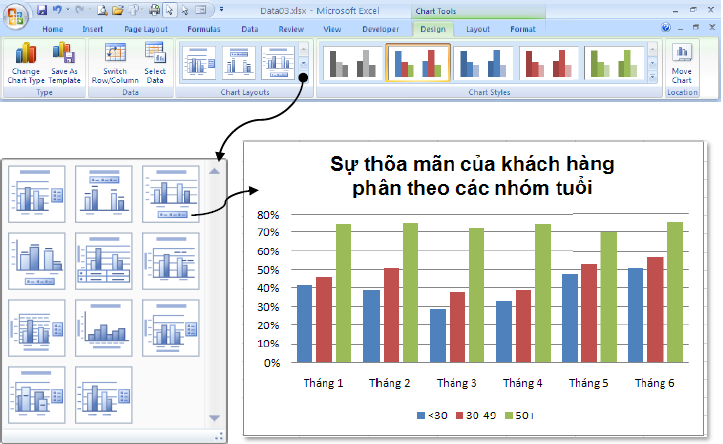 Data03.xlsx - Microsoft Excel
Chart Tools
Home Insert Page Layout Formulas Data Review View Developer Design Layout Format
Change Chart Type
Save As Template
Switch Row/Column
Select Data
Move Chart
Type Data Chart Layouts Chart Styles Location
Sự thõa mãn của khách hàng
phân theo các nhóm tuổi
80%
70%
60%
50%
40%
30%
20%
10%
0%
Tháng 1 Tháng 2 Tháng 3 Tháng 4 Tháng 5 Tháng 6
<30 30-49 50+